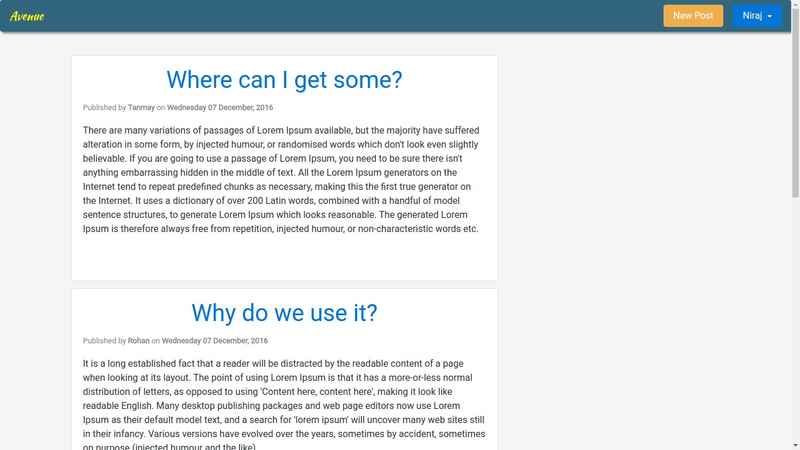 Avenue
New Post
Niraj
Where can I get some?
Published by Tanmay on Wednesday 07 December, 2016
There are many variations of passages of Lorem Ipsum available, but the majority have suffered
alteration in some form, by injected humour, or randomised words which don't look even slightly
believable. If you are going to use a passage of Lorem Ipsum, you need to be sure there isn't
anything embarrassing hidden in the middle of text. All the Lorem Ipsum generators on the
Internet tend to repeat predefined chunks as necessary, making this the first true generator on
the Internet. It uses a dictionary of over 200 Latin words, combined with a handful of model
sentence structures, to generate Lorem Ipsum which looks reasonable. The generated Lorem
Ipsum is therefore always free from repetition, injected humour, or non-characteristic words etc.
Why do we use it?
Published by Rohan on Wednesday 07 December, 2016
It is a long established fact that a reader will be distracted by the readable content of a page
when looking at its layout. The point of using Lorem Ipsum is that it has a more-or-less normal
distribution of letters, as opposed to using 'Content here, content here', making it look like
readable English. Many desktop publishing packages and web page editors now use Lorem
Ipsum as their default model text, and a search for 'lorem ipsum' will uncover many web sites still
in their infancy. Various versions have evolved over the years, sometimes by accident, sometimes
on purpose (injected humour and the like).